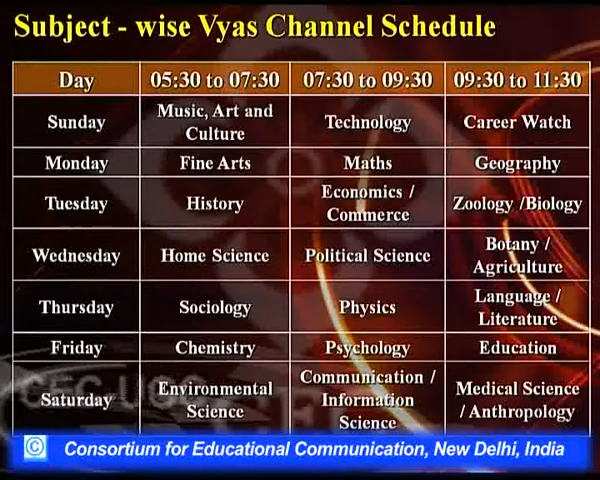 Subject - wise Vyas Channel Schedule
Day 05:30 to 07:30 07:30 to 09:30 09:30 to 11:30
Sunday Music, Art and Culture Technology Career Watch
Monday Fine Arts Maths Geography
Tuesday History Economics / Commerce Zoology /Biology
Wednesday Home Science Political Science Botany / Agriculture
Thursday Sociology Physics Language / Literature
Friday Chemistry Psychology Education
Saturday Environmental Science Communication / Information Science Medical Science / Anthropology
CEC-UGC
© Consortium for Educational Communication, New Delhi, India